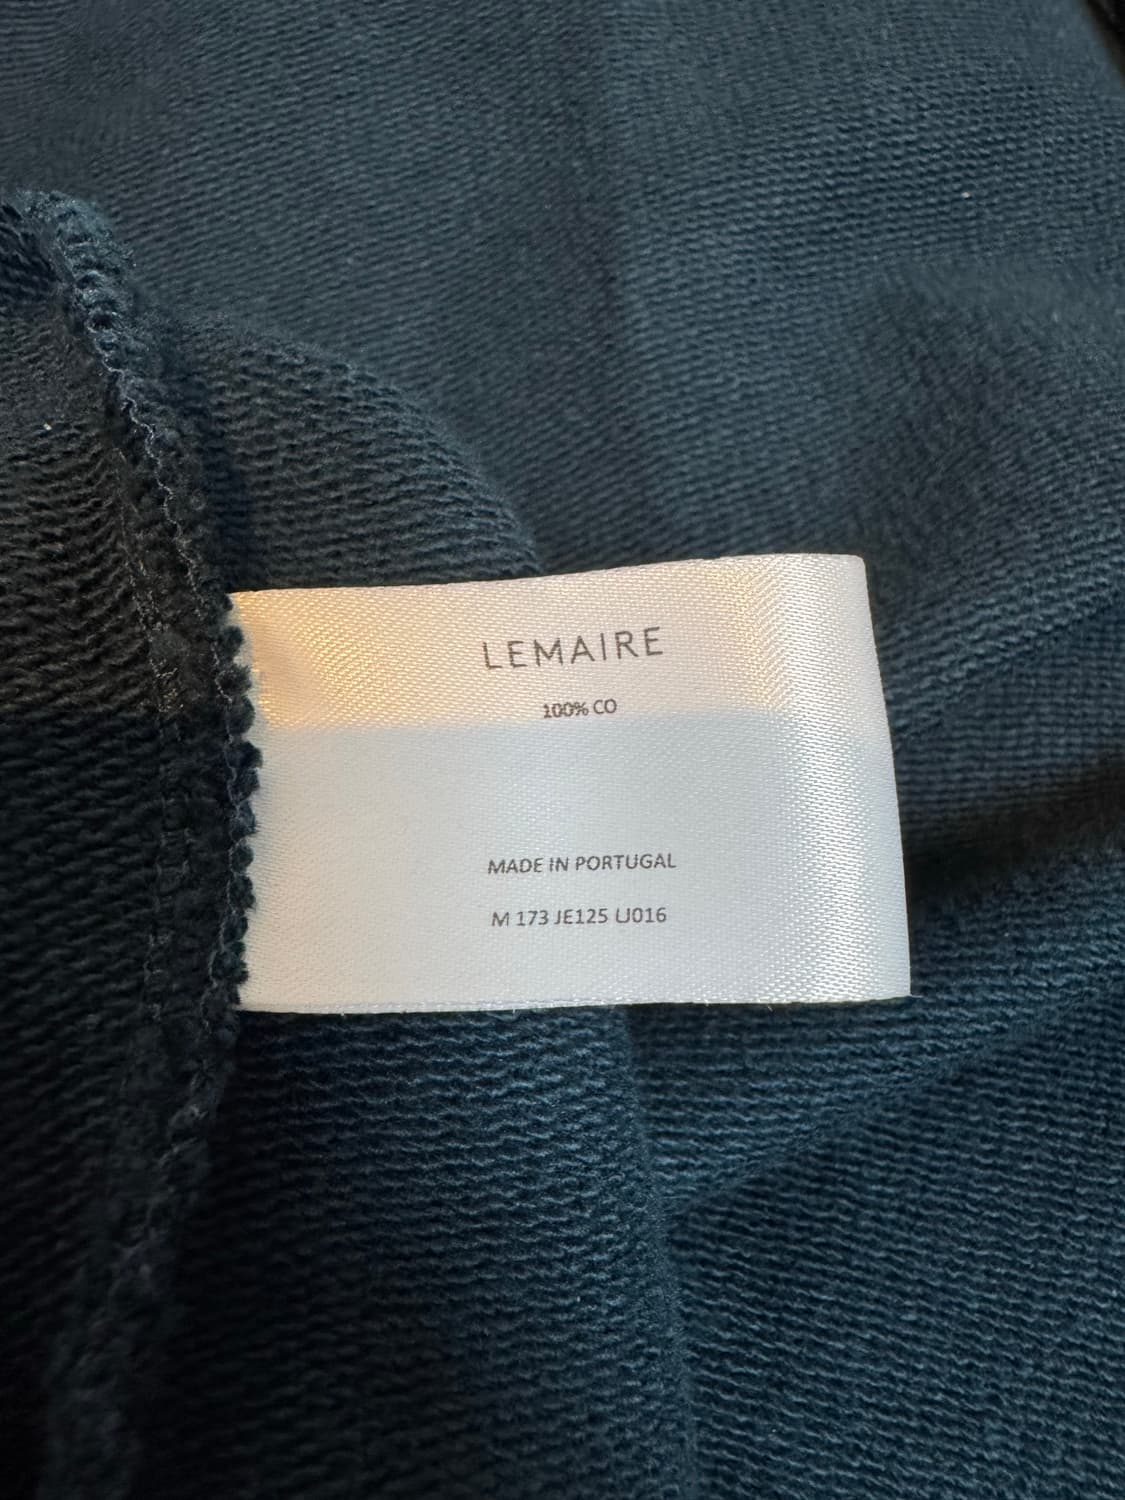 LEMAIRE
100% CO
MADE IN PORTUGAL
M 173 JE125 LJ016